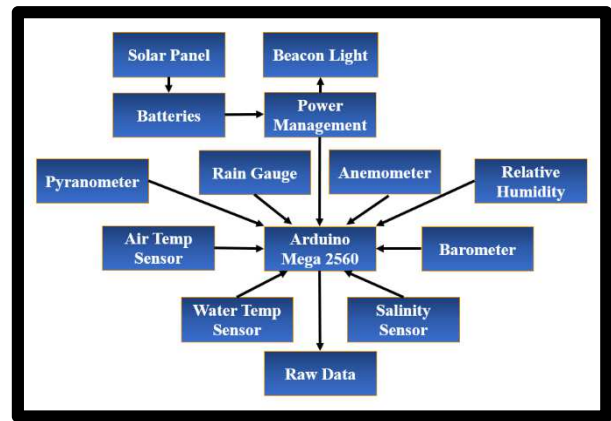 Solar Panel
Beacon Light
Batteries
Power
Management
Pyranometer
Rain Gauge
Anemometer
Relative
Humidity
Air Temp
Sensor
Arduino
Mega 2560
Barometer
Water Temp
Sensor
Salinity
Sensor
Raw Data